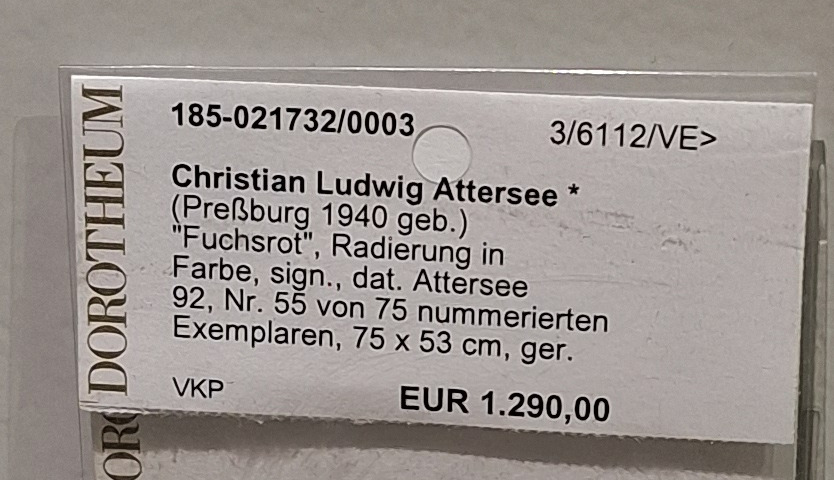 DOROTHEUM
185-021732/0003 3/6112/VE>
Christian Ludwig Attersee *
(Preßburg 1940 geb.)
"Fuchsrot", Radierung in
Farbe, sign., dat. Attersee
92, Nr. 55 von 75 nummerierten
Exemplaren, 75 x 53 cm, ger.
VKP EUR 1.290,00